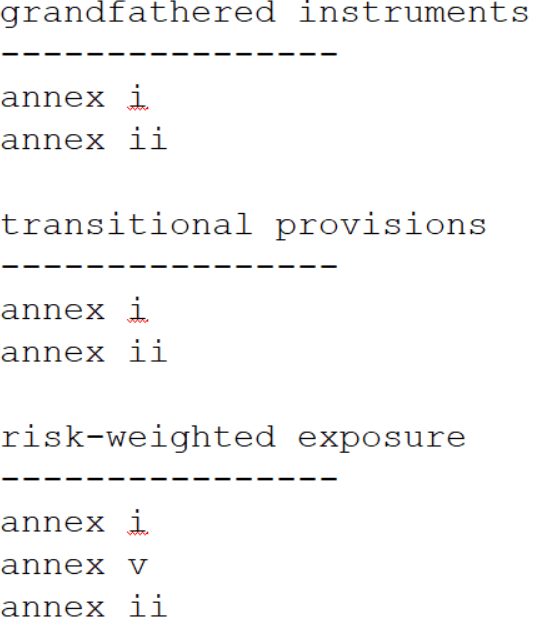 grandfathered instruments
----------------
annex i
annex ii

transitional provisions
----------------
annex i
annex ii

risk-weighted exposure
----------------
annex i
annex v
annex ii